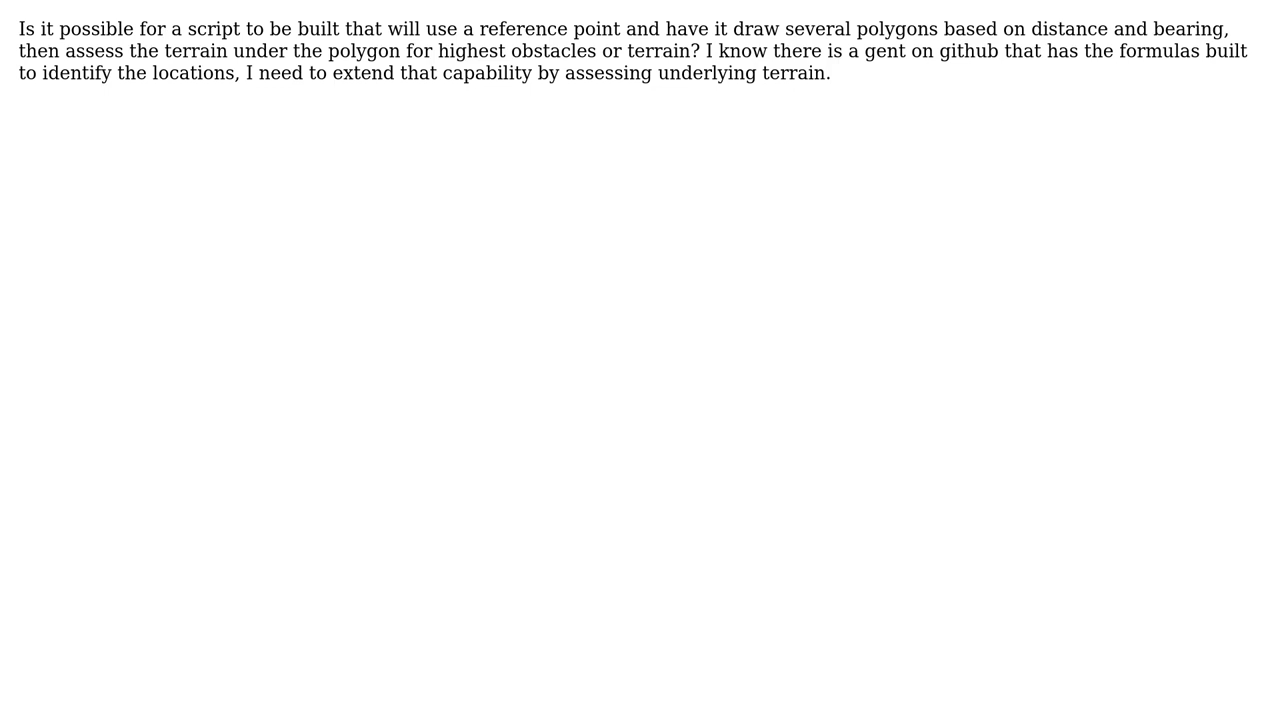 Is it possible for a script to be built that will use a reference point and have it draw several polygons based on distance and bearing,
then assess the terrain under the polygon for highest obstacles or terrain? I know there is a gent on github that has the formulas built
to identify the locations, I need to extend that capability by assessing underlying terrain.